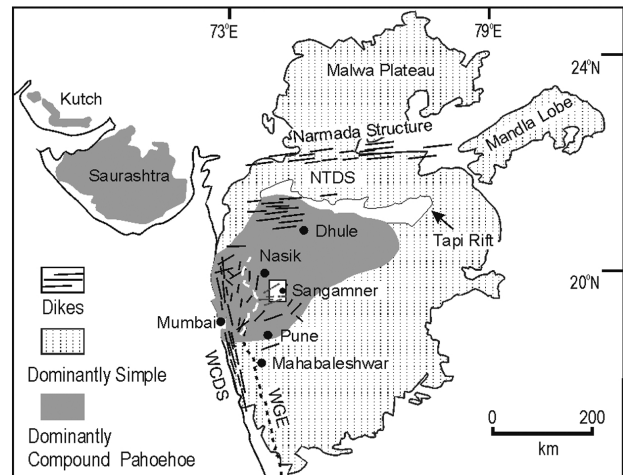 73°E
79°E
24°N
Malwa Plateau
Kutch
Narmada Structure
Mandla Lobe
Saurashtra
NTDS
Dhule
Tapi Rift
Nasik
20°N
Sangamner
Dikes
Mumbai
Pune
Mahabaleshwar
WCDS
WGE
Dominantly Simple
Dominantly
Compound Pahoehoe
0 200
km